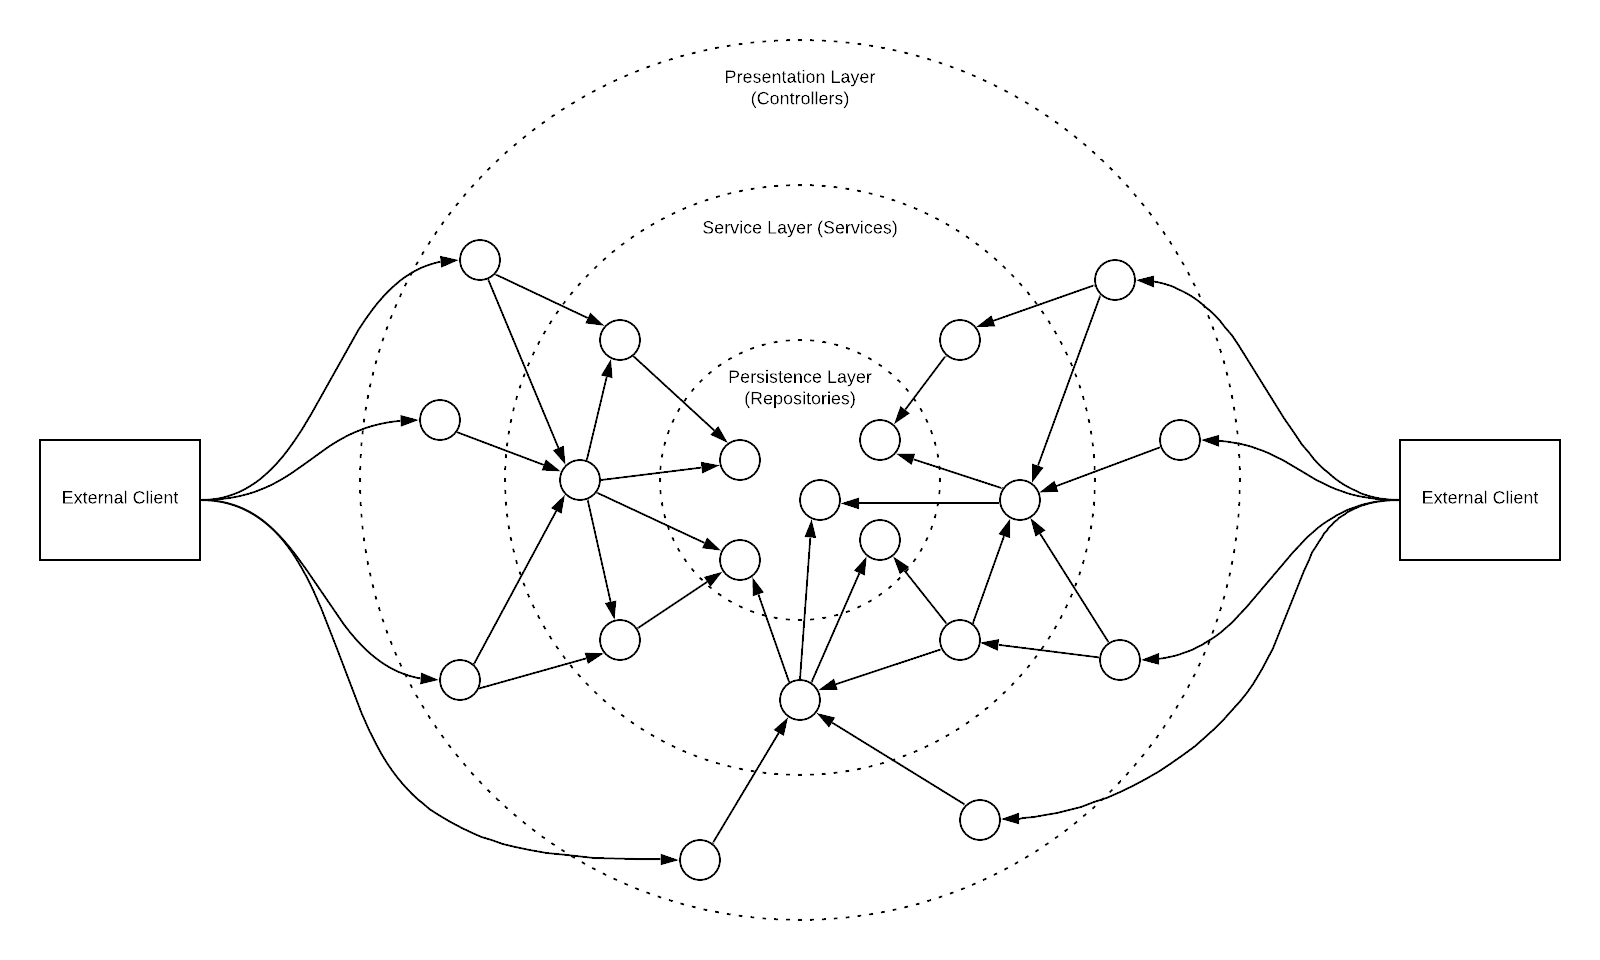 Presentation Layer
(Controllers)
Service Layer (Services)
Persistence Layer
(Repositories)
External Client
External Client